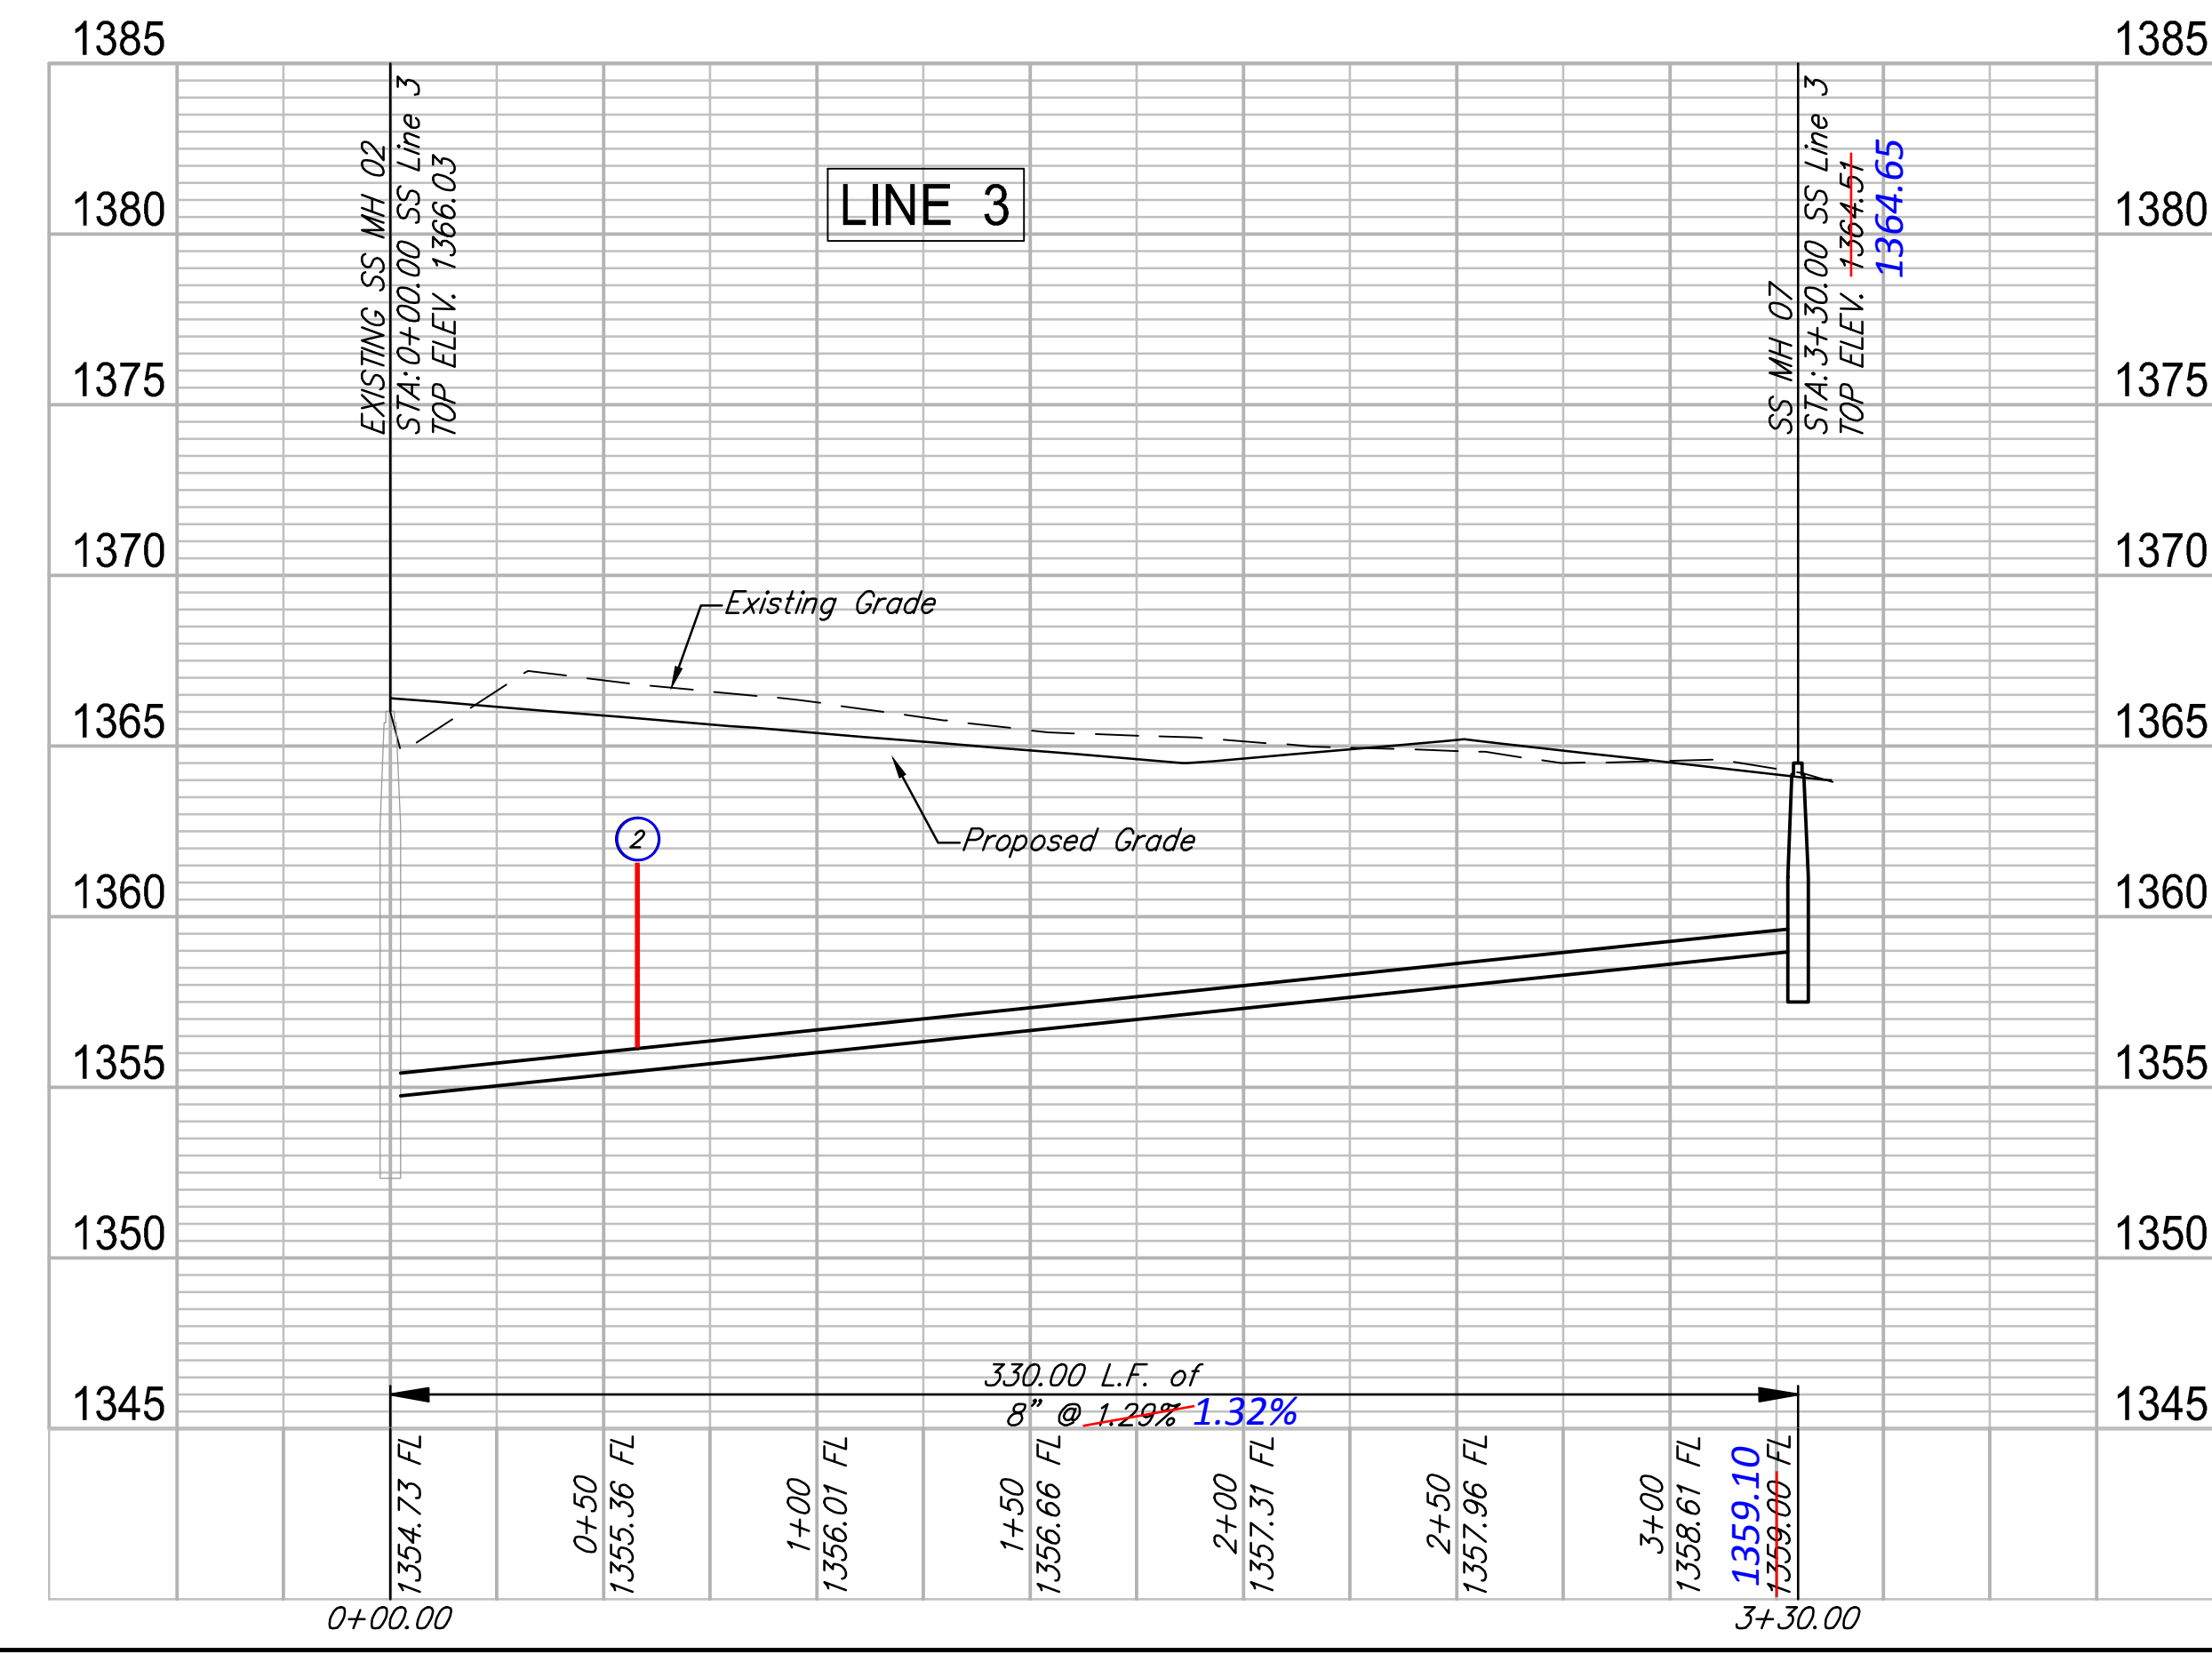 1385
1385
1380
1380
1375
1375
1370
1370
1365
1365
1360
1360
1355
1355
1350
1350
1345
1345
EXISTING SS MH 02
STA: 0+00.00 SS Line 3
TOP ELEV. 1366.03
LINE 3
SS MH 07
STA: 3+30.00 SS Line 3
TOP ELEV. 1364.51
1364.65
Existing Grade
2
Proposed Grade
330.00 L.F. of
8" @ 1.29% 1.32%
1354.73 FL
0+50
1355.36 FL
1+00
1356.01 FL
1+50
1356.66 FL
2+00
1357.31 FL
2+50
1357.96 FL
3+00
1358.61 FL
1359.10
1359.00 FL
0+00.00
3+30.00